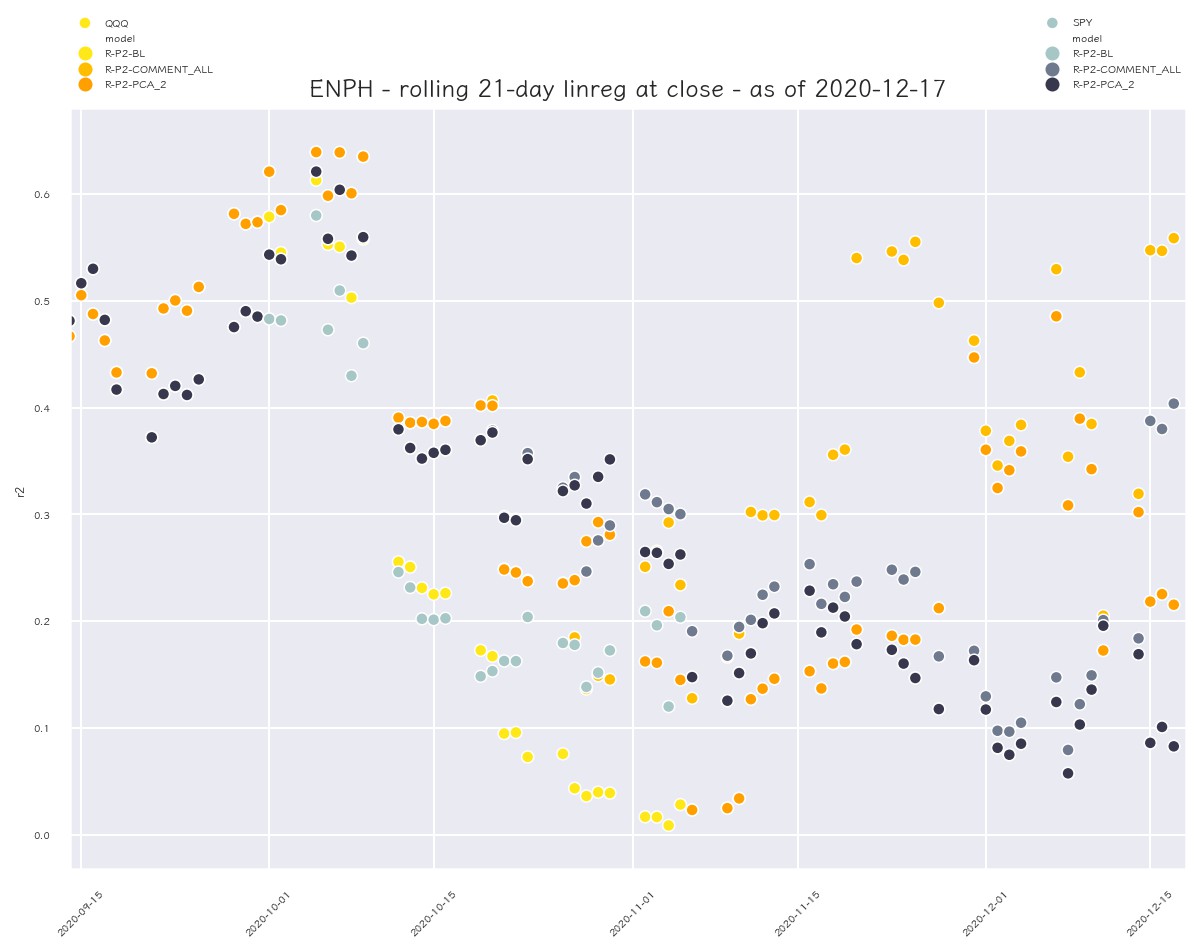 QQQ
model
R-P2-BL
R-P2-COMMENT_ALL
R-P2-PCA_2
SPY
model
R-P2-BL
R-P2-COMMENT_ALL
R-P2-PCA_2
ENPH - rolling 21-day linreg at close - as of 2020-12-17
r2
0.6
0.5
0.4
0.3
0.2
0.1
0.0
2020-09-15
2020-10-01
2020-10-15
2020-11-01
2020-11-15
2020-12-01
2020-12-15